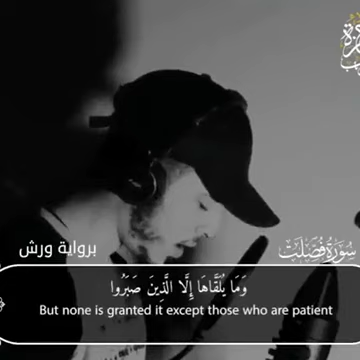 برواية ورش
سورة فصلت
وَمَا يُلَقَّاهَا إِلَّا الَّذِينَ صَبَرُوا
But none is granted it except those who are patient